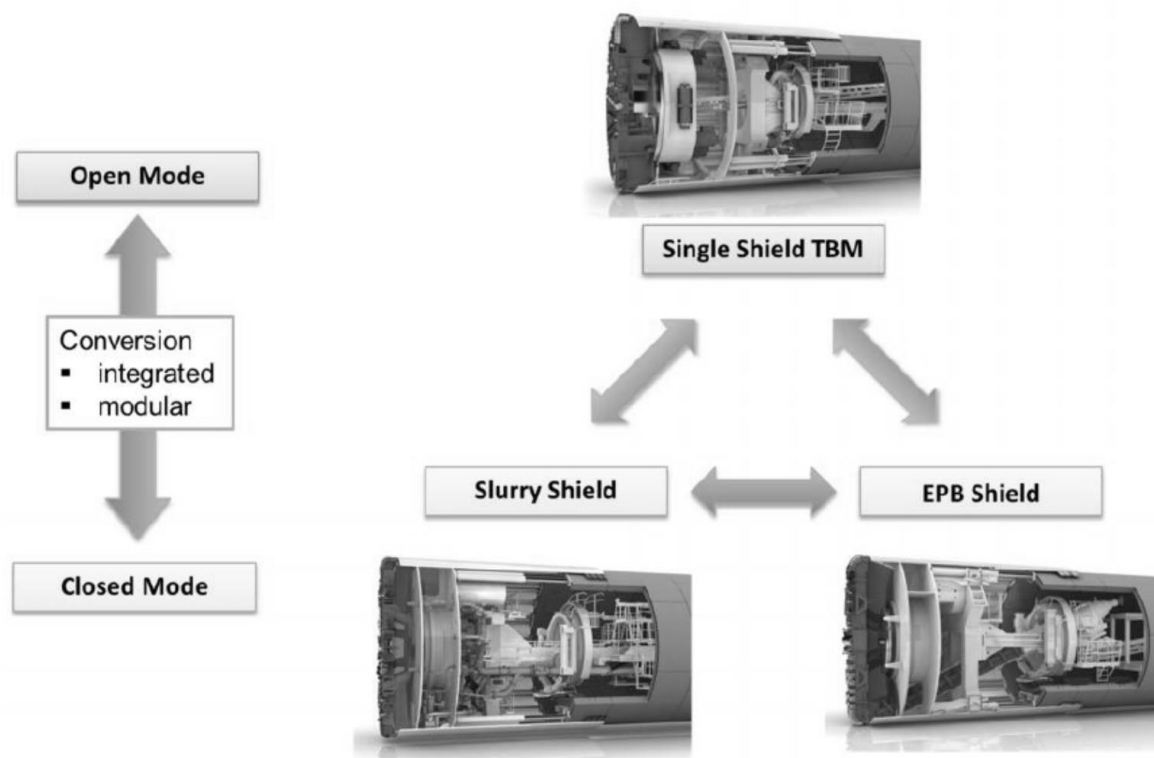 Open Mode
Single Shield TBM
Conversion
▪ integrated
▪ modular
Slurry Shield
EPB Shield
Closed Mode